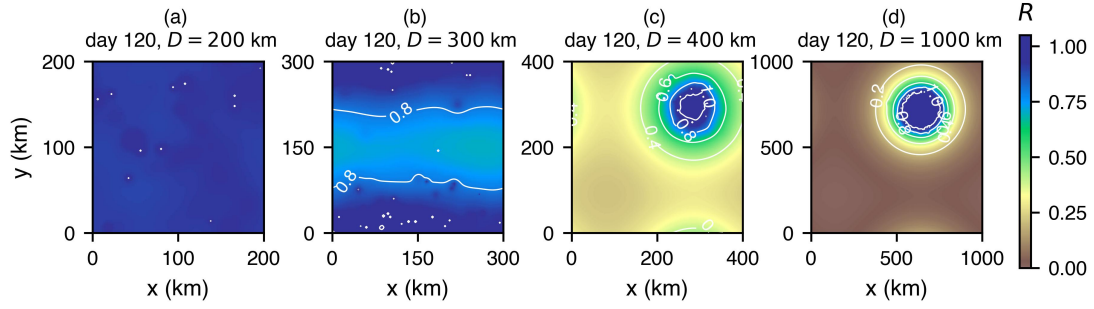 (a) (b) (c) (d) R
day 120, D = 200 km day 120, D = 300 km day 120, D = 400 km day 120, D = 1000 km
200 300 400 1000 1.00
0.8 0.6 0.2 0.75
y (km) 100 150 200 500 0.50
0.8 0.4 0.25
0 0 0 0 0.00
0 100 200 0 150 300 0 200 400 0 500 1000
x (km) x (km) x (km) x (km)